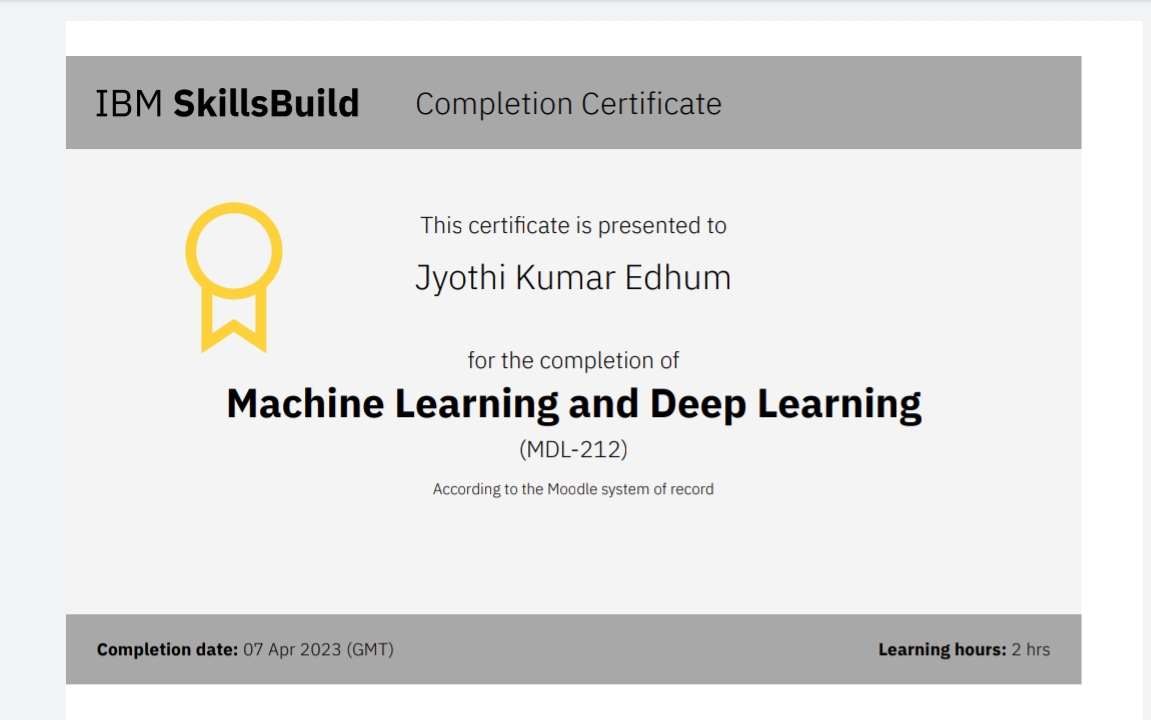 IBM SkillsBuild Completion Certificate
This certificate is presented to
Jyothi Kumar Edhum
for the completion of
Machine Learning and Deep Learning
(MDL-212)
According to the Moodle system of record
Completion date: 07 Apr 2023 (GMT) Learning hours: 2 hrs